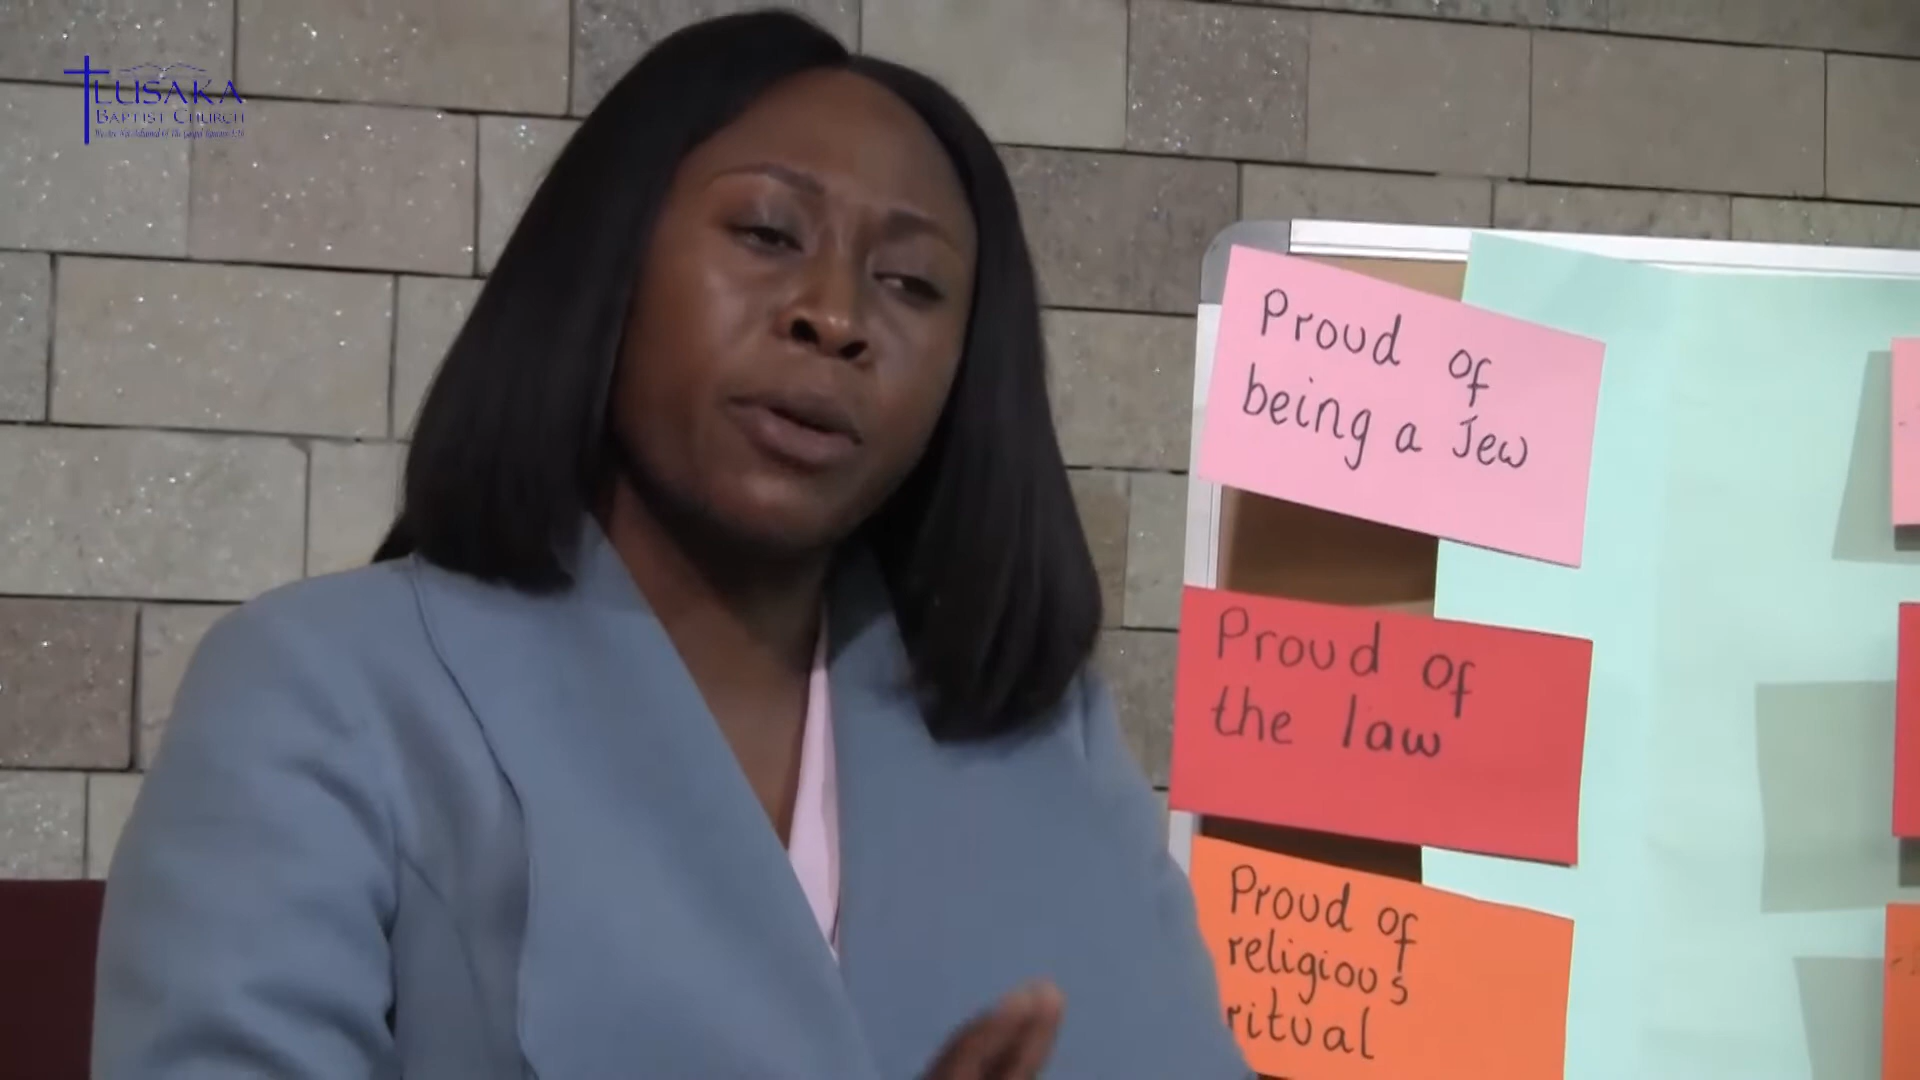 LUSAKA
BAPTIST CHURCH
Proud of
being a Jew
Proud of
the law
Proud of
religious
ritual